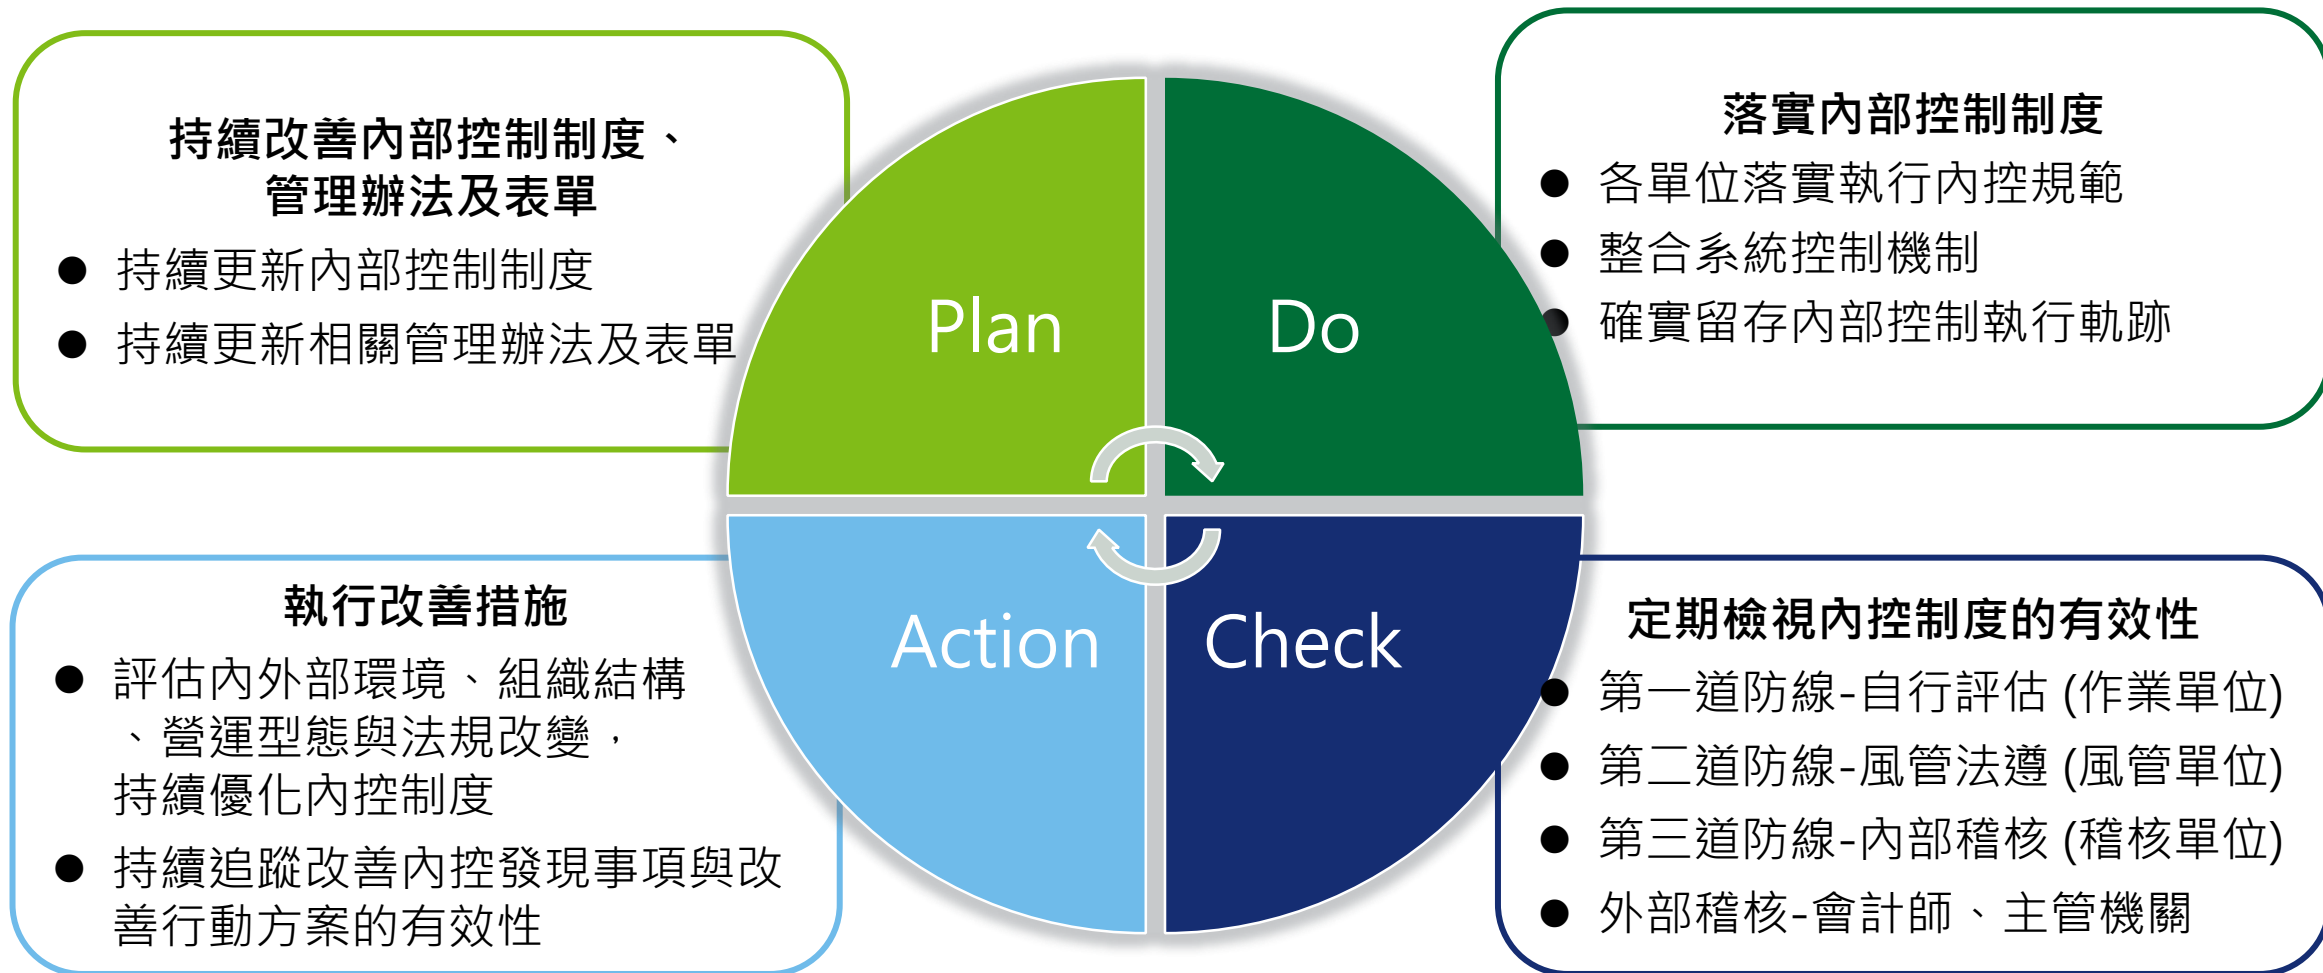 持續改善內部控制制度、
管理辦法及表單
● 持續更新內部控制制度
● 持續更新相關管理辦法及表單
Plan
落實內部控制制度
● 各單位落實執行內控規範
● 整合系統控制機制
● 確實留存內部控制執行軌跡
Do
執行改善措施
● 評估內外部環境、組織結構
、營運型態與法規改變，
持續優化內控制度
● 持續追蹤改善內控發現事項與改
善行動方案的有效性
Action
Check
定期檢視內控制度的有效性
● 第一道防線-自行評估 (作業單位)
● 第二道防線-風管法遵 (風管單位)
● 第三道防線-內部稽核 (稽核單位)
● 外部稽核-會計師、主管機關